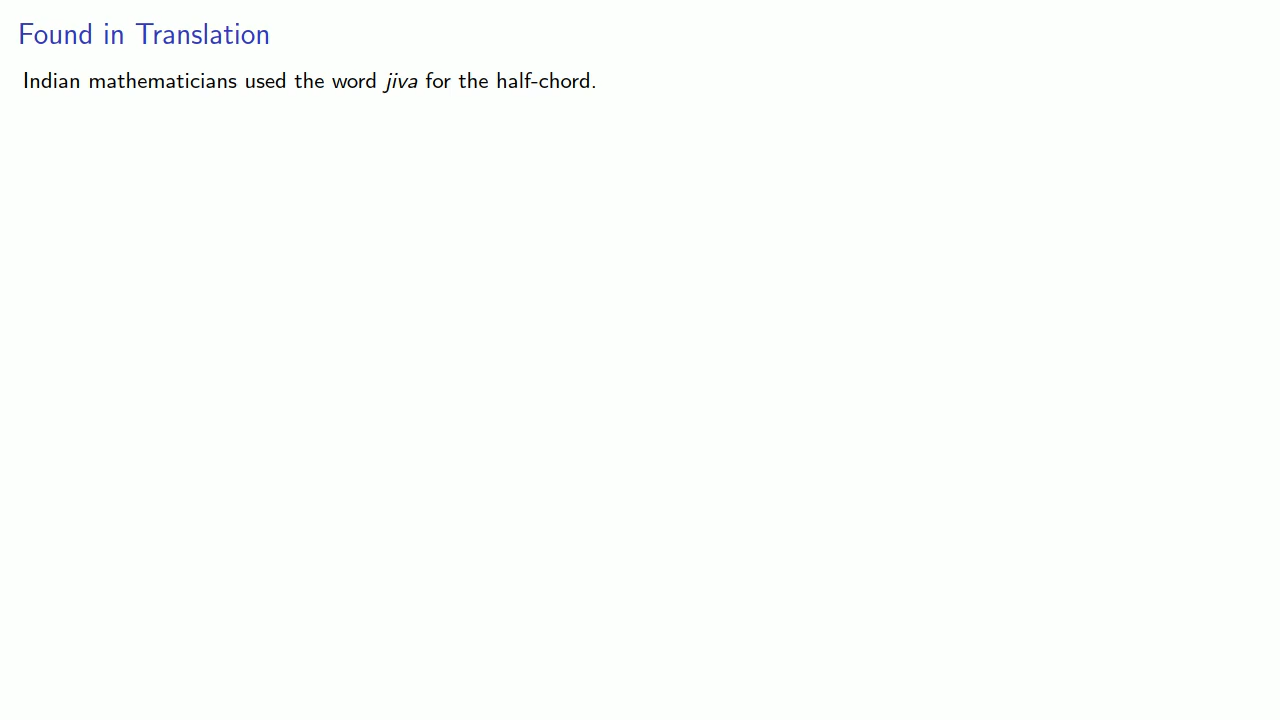 Found in Translation
Indian mathematicians used the word jiva for the half-chord.